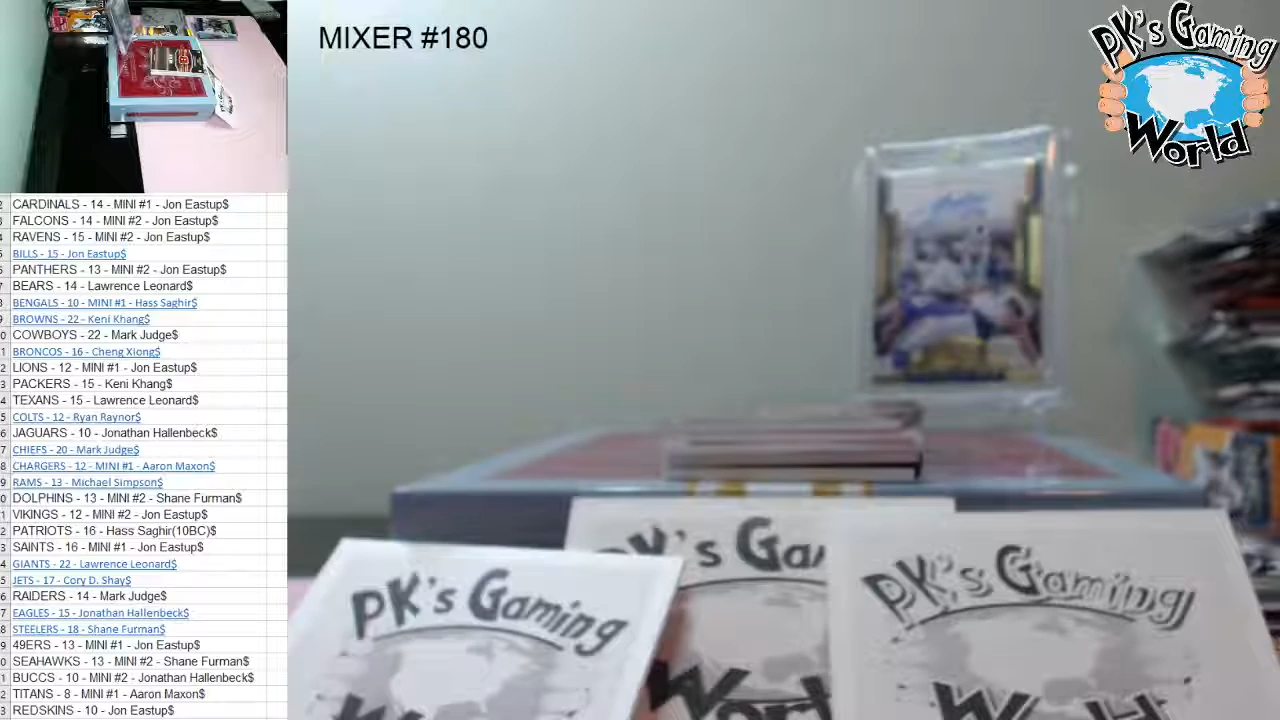 MIXER #180
PK's Gaming
World
CARDINALS - 14 - MINI #1 - Jon Eastup$
FALCONS - 14 - MINI #2 - Jon Eastup$
RAVENS - 15 - MINI #2 - Jon Eastup$
BILLS - 15 - Jon Eastup$
PANTHERS - 13 - MINI #2 - Jon Eastup$
BEARS - 14 - Lawrence Leonard$
BENGALS - 10 - MINI #1 - Hass Saghir$
BROWNS - 22 - Keni Khang$
COWBOYS - 22 - Mark Judge$
BRONCOS - 16 - Cheng Xiong$
LIONS - 12 - MINI #1 - Jon Eastup$
PACKERS - 15 - Keni Khang$
TEXANS - 15 - Lawrence Leonard$
COLTS - 12 - Ryan Raynor$
JAGUARS - 10 - Jonathan Hallenbeck$
CHIEFS - 20 - Mark Judge$
CHARGERS - 12 - MINI #1 - Aaron Maxon$
RAMS - 13 - Michael Simpson$
DOLPHINS - 13 - MINI #2 - Shane Furman$
VIKINGS - 12 - MINI #2 - Jon Eastup$
PATRIOTS - 16 - Hass Saghir(10BC)$
SAINTS - 16 - MINI #1 - Jon Eastup$
GIANTS - 22 - Lawrence Leonard$
JETS - 17 - Cory D. Shay$
RAIDERS - 14 - Mark Judge$
EAGLES - 15 - Jonathan Hallenbeck$
STEELERS - 18 - Shane Furman$
49ERS - 13 - MINI #1 - Jon Eastup$
SEAHAWKS - 13 - MINI #2 - Shane Furman$
BUCCS - 10 - MINI #2 - Jonathan Hallenbeck$
TITANS - 8 - MINI #1 - Aaron Maxon$
REDSKINS - 10 - Jon Eastup$
PK's Gaming
World
K's Gam
World
PK's Gaming
World